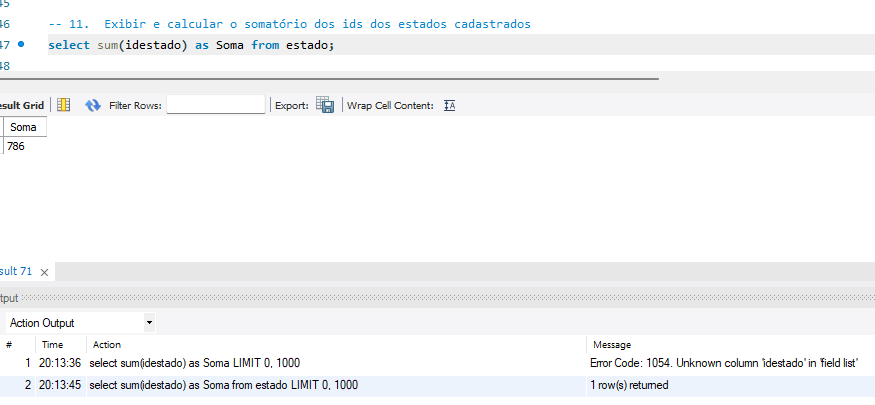 45
46 -- 11. Exibir e calcular o somatório dos ids dos estados cadastrados
47 select sum(idestado) as Soma from estado;
48
esult Grid Filter Rows: Export: Wrap Cell Content:
Soma
786
sult 71
tput
Action Output
# Time Action Message
1 20:13:36 select sum(idestado) as Soma LIMIT 0, 1000 Error Code: 1054. Unknown column 'idestado' in 'field list'
2 20:13:45 select sum(idestado) as Soma from estado LIMIT 0, 1000 1 row(s) returned